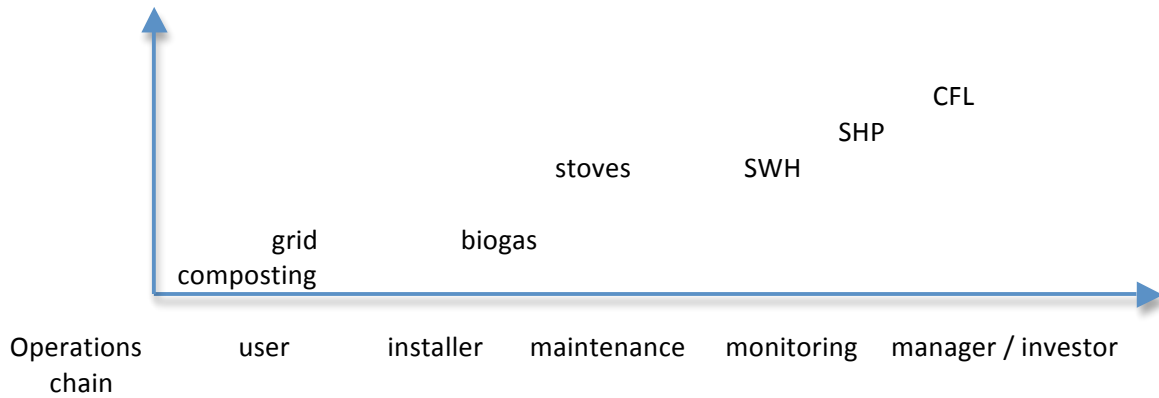 CFL
SHP
stoves SWH
grid biogas
composting
Operations chain user installer maintenance monitoring manager / investor